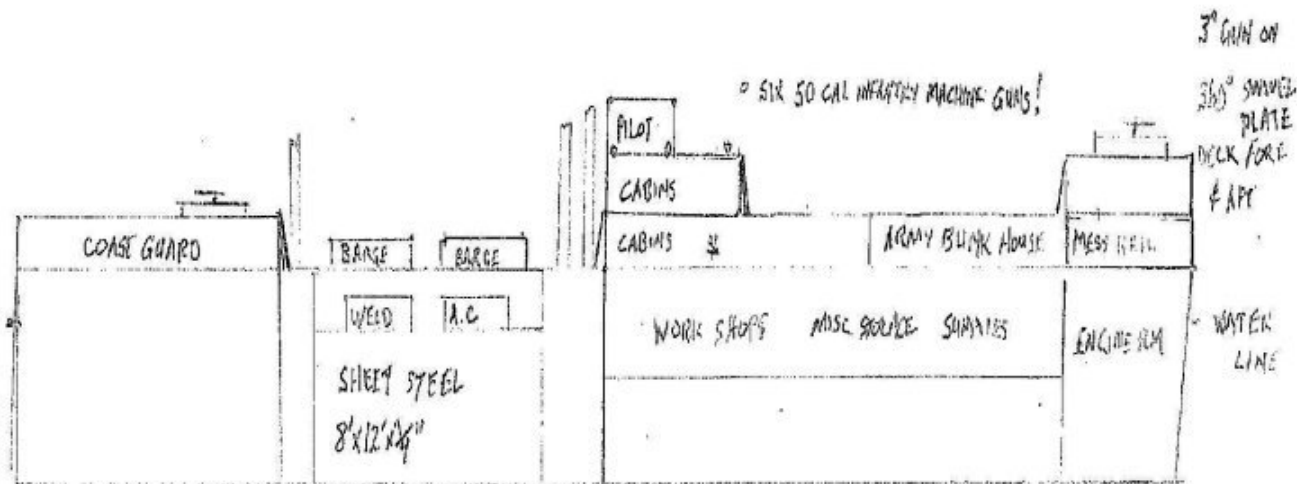 3" GUN ON
360° SWIVEL
PLATE
DECK FORE
& AFT
° SIX 50 CAL INFANTRY MACHINE GUNS!
PILOT
CABINS
COAST GUARD
BARGE
BARGE
CABINS
ARMY BUNK HOUSE
MESS HALL
WELD
A.C
WORK SHOPS MISC STORAGE SUPPLIES
ENGINE RM
WATER
LINE
SHEET STEEL
8'x12'x